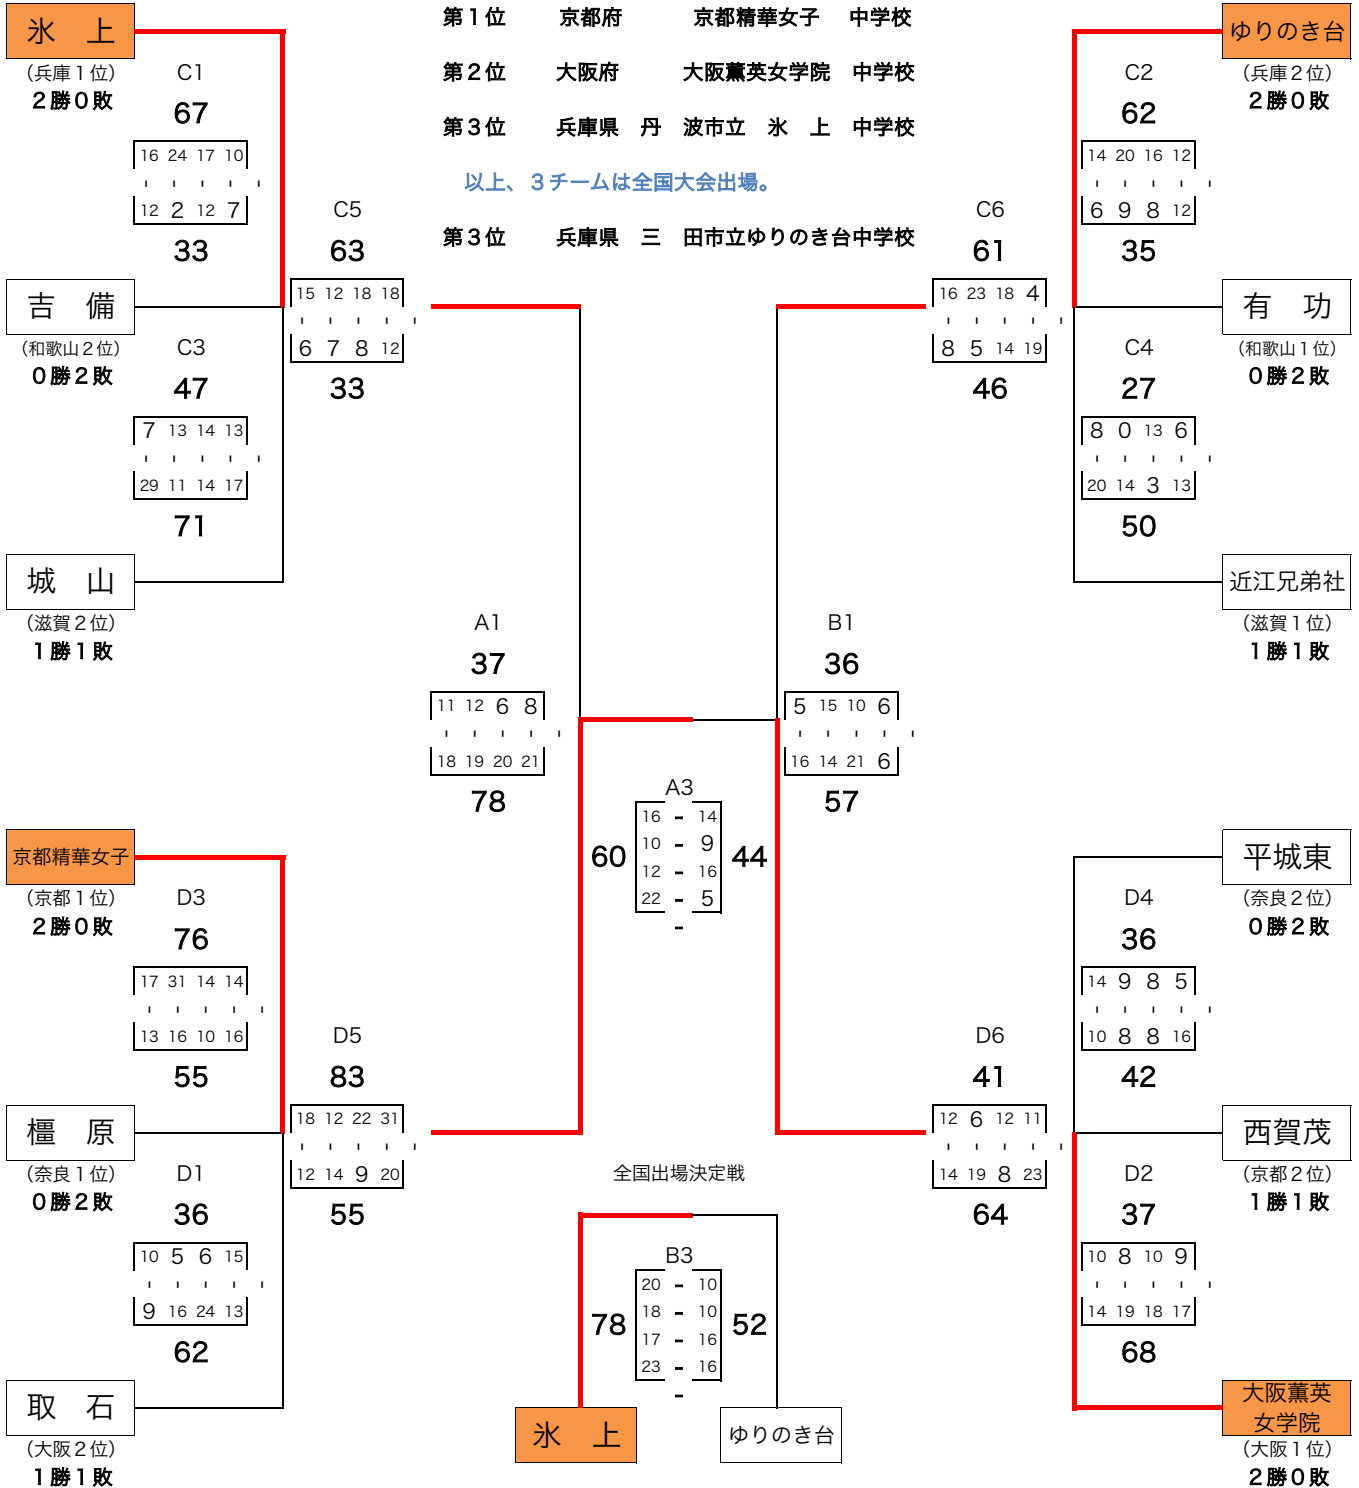 第１位　京都府　京都精華女子　中学校
第２位　大阪府　大阪薫英女学院　中学校
第３位　兵庫県　丹　波市立　氷　上　中学校
以上、３チームは全国大会出場。
第３位　兵庫県　三　田市立ゆりのき台中学校
氷　上
（兵庫１位）
２勝０敗
C1
67
16 24 17 10
- - - - -
12 2 12 7
33
吉　備
（和歌山２位）
０勝２敗
C3
47
7 13 14 13
- - - - -
29 11 14 17
71
城　山
（滋賀２位）
１勝１敗
C5
63
15 12 18 18
- - - - -
6 7 8 12
33
ゆりのき台
（兵庫２位）
２勝０敗
C2
62
14 20 16 12
- - - - -
6 9 8 12
35
有　功
（和歌山１位）
０勝２敗
C4
27
8 0 13 6
- - - - -
20 14 3 13
50
近江兄弟社
（滋賀１位）
１勝１敗
C6
61
16 23 18 4
- - - - -
8 5 14 19
46
A1
37
11 12 6 8
- - - - -
18 19 20 21
78
B1
36
5 15 10 6
- - - - -
16 14 21 6
57
A3
60
16 - 14
10 - 9
12 - 16
22 - 5
-
44
京都精華女子
（京都１位）
２勝０敗
D3
76
17 31 14 14
- - - - -
13 16 10 16
55
橿　原
（奈良１位）
０勝２敗
D1
36
10 5 6 15
- - - - -
9 16 24 13
62
取　石
（大阪２位）
１勝１敗
D5
83
18 12 22 31
- - - - -
12 14 9 20
55
平城東
（奈良２位）
０勝２敗
D4
36
14 9 8 5
- - - - -
10 8 8 16
42
西賀茂
（京都２位）
１勝１敗
D2
37
10 8 10 9
- - - - -
14 19 18 17
68
大阪薫英
女学院
（大阪１位）
２勝０敗
D6
41
12 6 12 11
- - - - -
14 19 8 23
64
全国出場決定戦
B3
78
20 - 10
18 - 10
17 - 16
23 - 16
-
52
氷　上
ゆりのき台